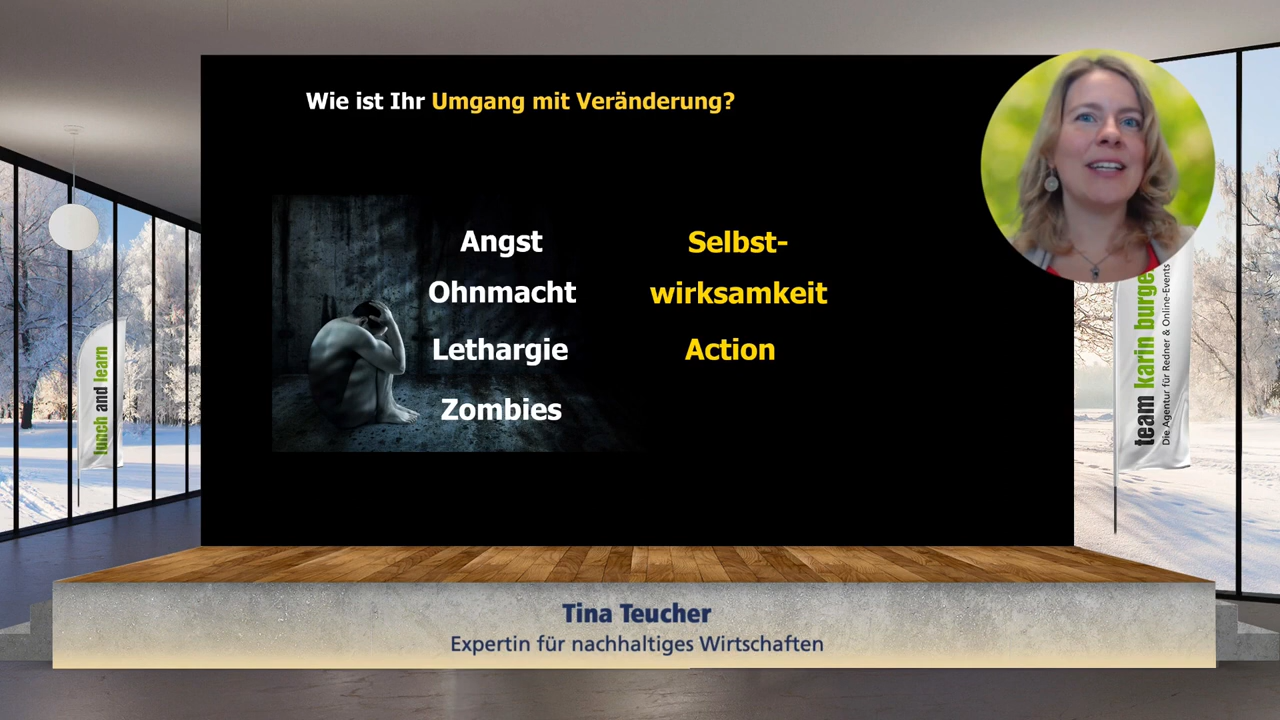 Wie ist Ihr Umgang mit Veränderung?
Angst
Ohnmacht
Lethargie
Zombies
Selbst-
wirksamkeit
Action
lunch and learn
team karin burge
Die Agentur für Redner & Online-Events
Tina Teucher
Expertin für nachhaltiges Wirtschaften